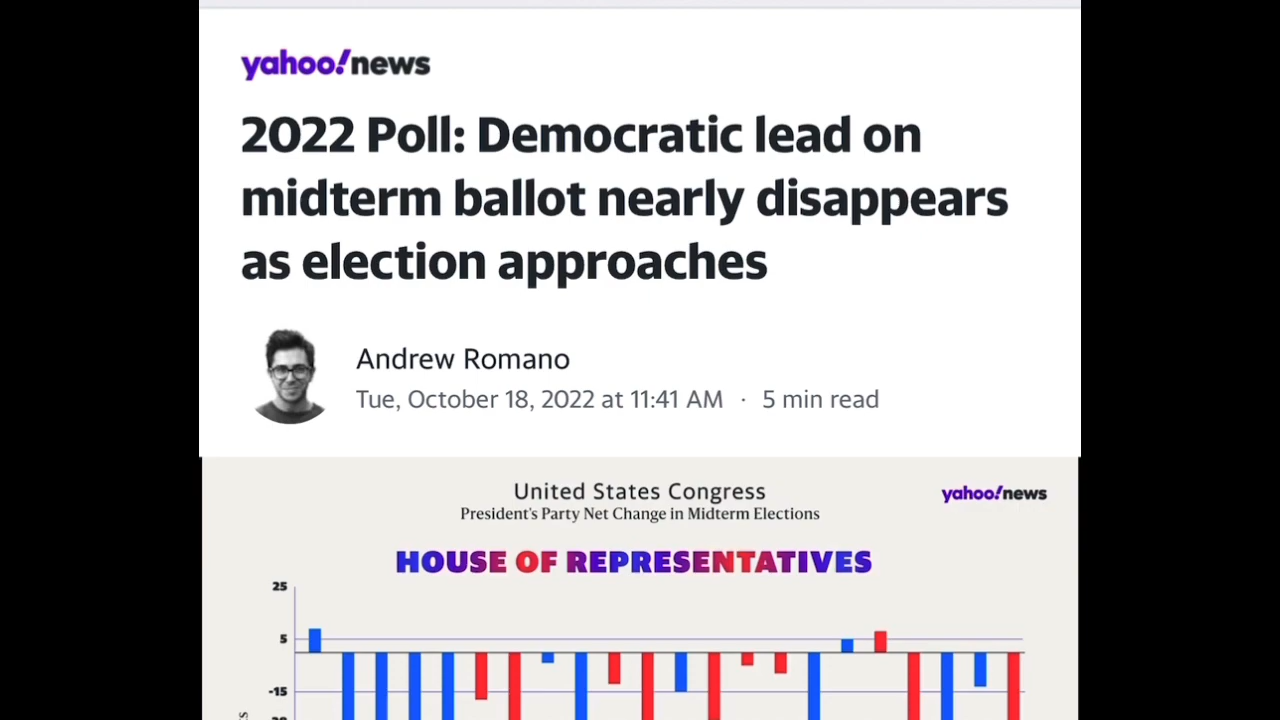 yahoo!news
2022 Poll: Democratic lead on
midterm ballot nearly disappears
as election approaches
Andrew Romano
Tue, October 18, 2022 at 11:41 AM · 5 min read
United States Congress
yahoo!news
President's Party Net Change in Midterm Elections
HOUSE OF REPRESENTATIVES
25
5
-15